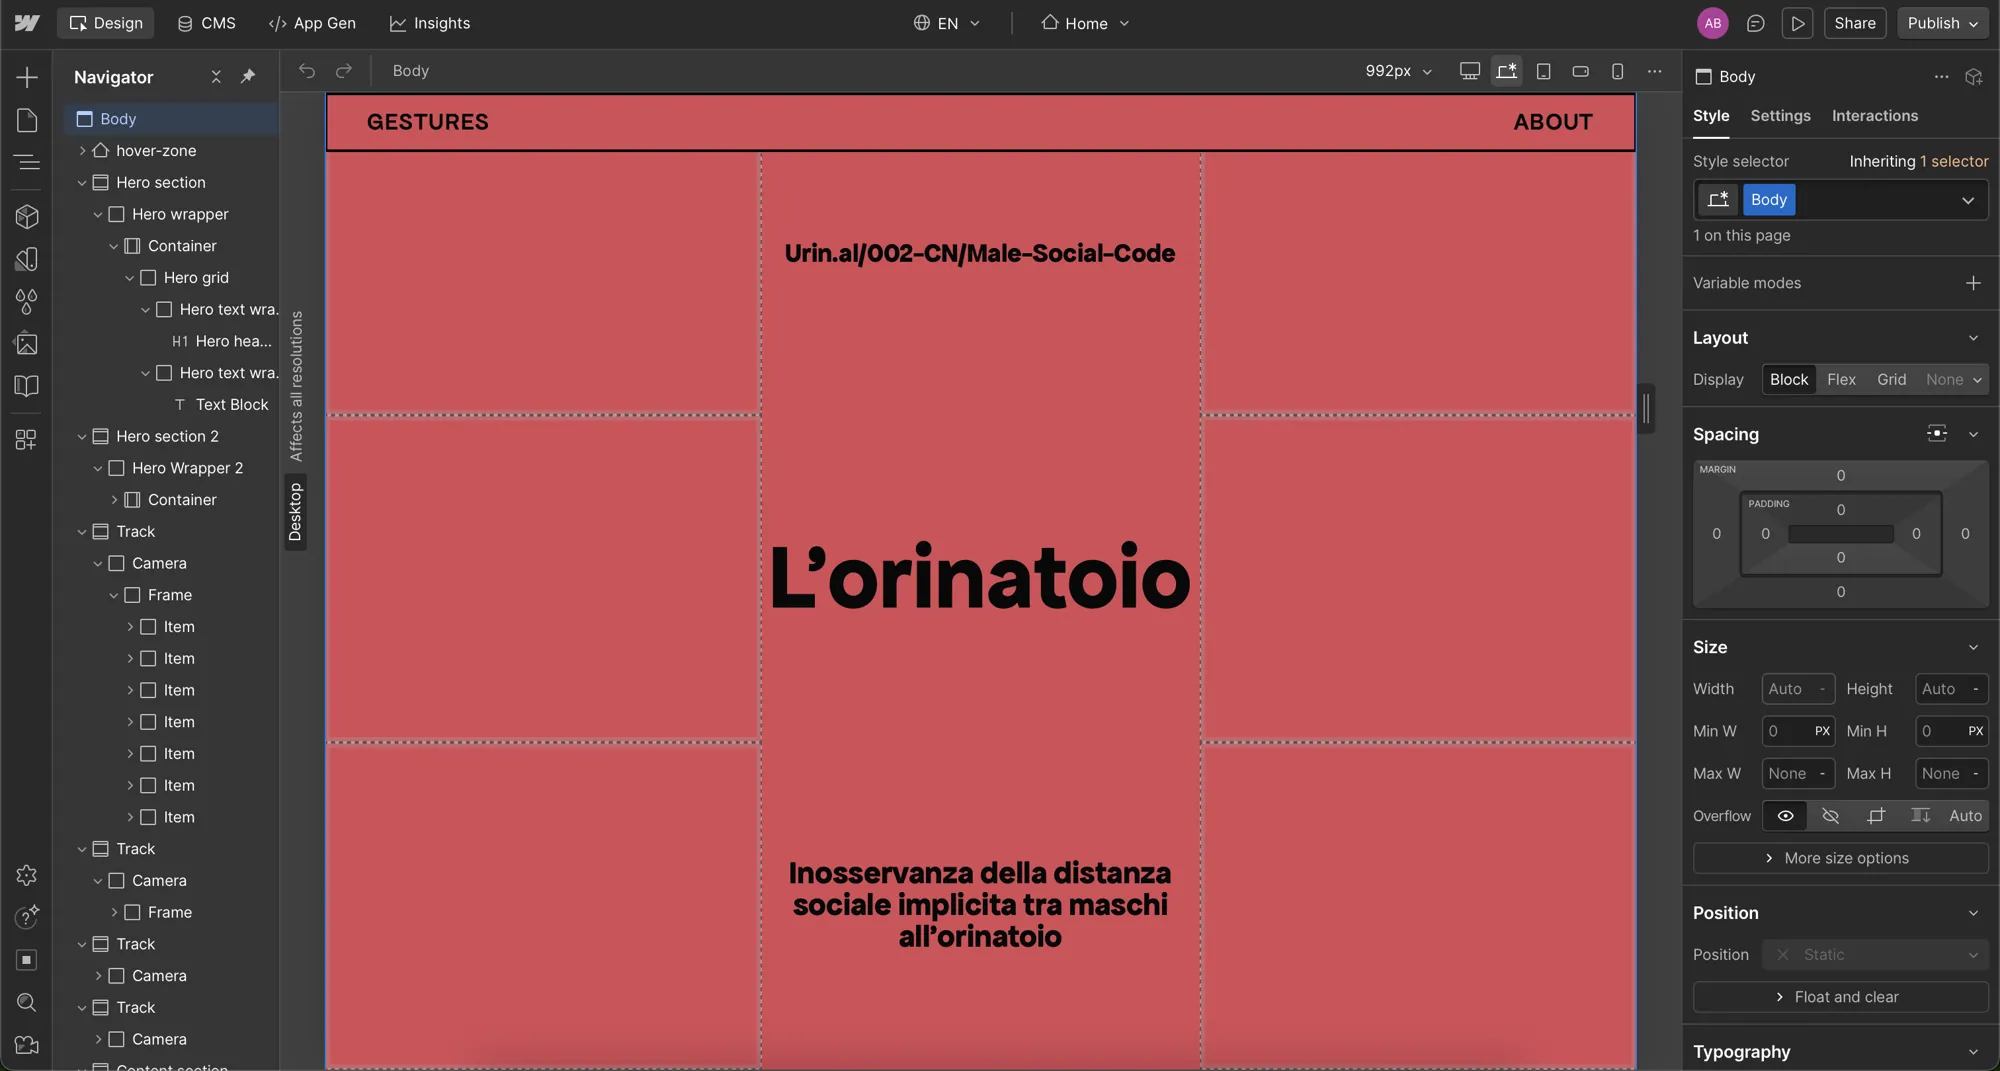 Design
CMS
App Gen
Insights
EN
Home
AB
Share
Publish
Navigator
Body
992px
Body
Body
hover-zone
Hero section
Hero wrapper
Container
Hero grid
Hero text wra.
H1 Hero hea...
Hero text wra.
T Text Block
Hero section 2
Hero Wrapper 2
Container
Track
Camera
Frame
Item
Item
Item
Item
Item
Item
Item
Track
Camera
Frame
Track
Camera
Track
Camera
Content section
Affects all resolutions
Desktop
GESTURES
ABOUT
Urin.al/002-CN/Male-Social-Code
L’orinatoio
Inosservanza della distanza
sociale implicita tra maschi
all’orinatoio
Style
Settings
Interactions
Style selector
Inheriting 1 selector
Body
1 on this page
Variable modes
Layout
Display
Block
Flex
Grid
None
Spacing
MARGIN
0
PADDING
0
0
0
0
0
0
0
Size
Width
Auto -
Height
Auto -
Min W
0 PX
Min H
0 PX
Max W
None -
Max H
None -
Overflow
Auto
More size options
Position
Position
Static
Float and clear
Typography